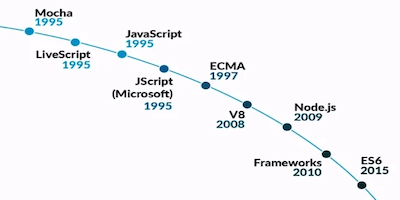 Mocha
1995
LiveScript
1995
JavaScript
1995
JScript
(Microsoft)
1995
ECMA
1997
V8
2008
Node.js
2009
Frameworks
2010
ES6
2015